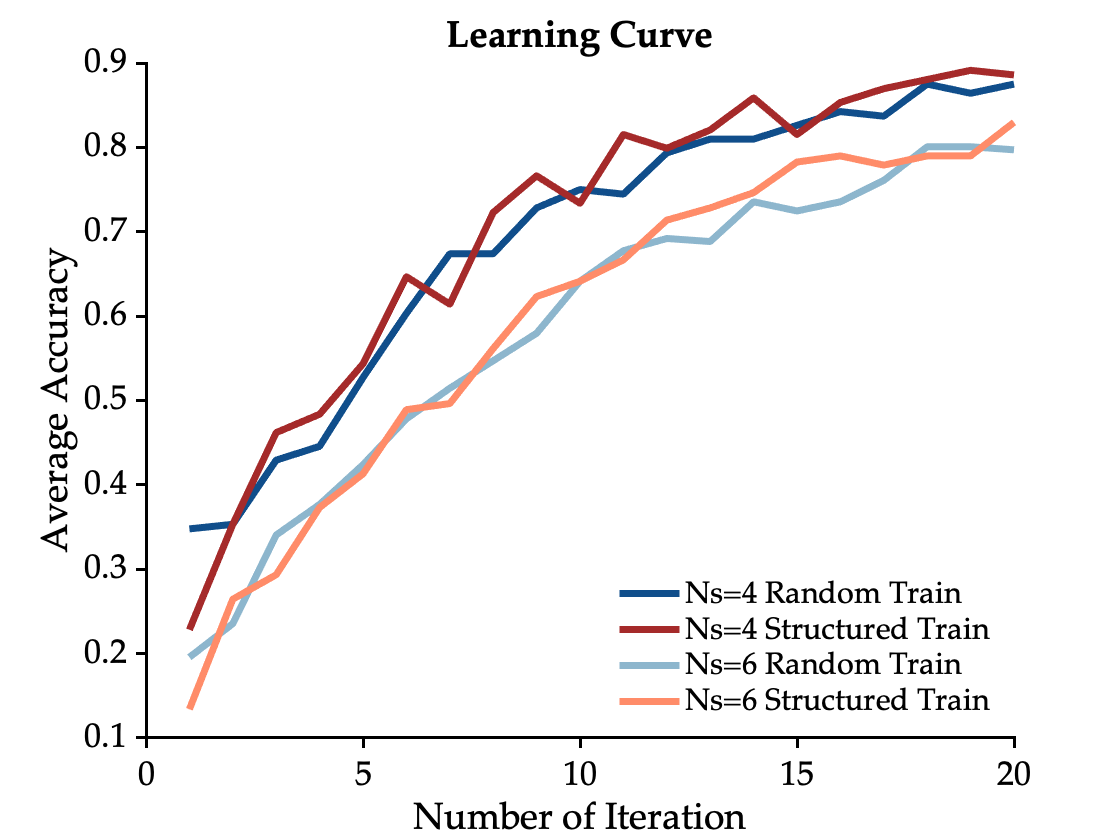 Learning Curve
0.9
0.8
0.7
0.6
0.5
0.4
0.3
0.2
0.1
Average Accuracy
Ns=4 Random Train
Ns=4 Structured Train
Ns=6 Random Train
Ns=6 Structured Train
0 5 10 15 20
Number of Iteration